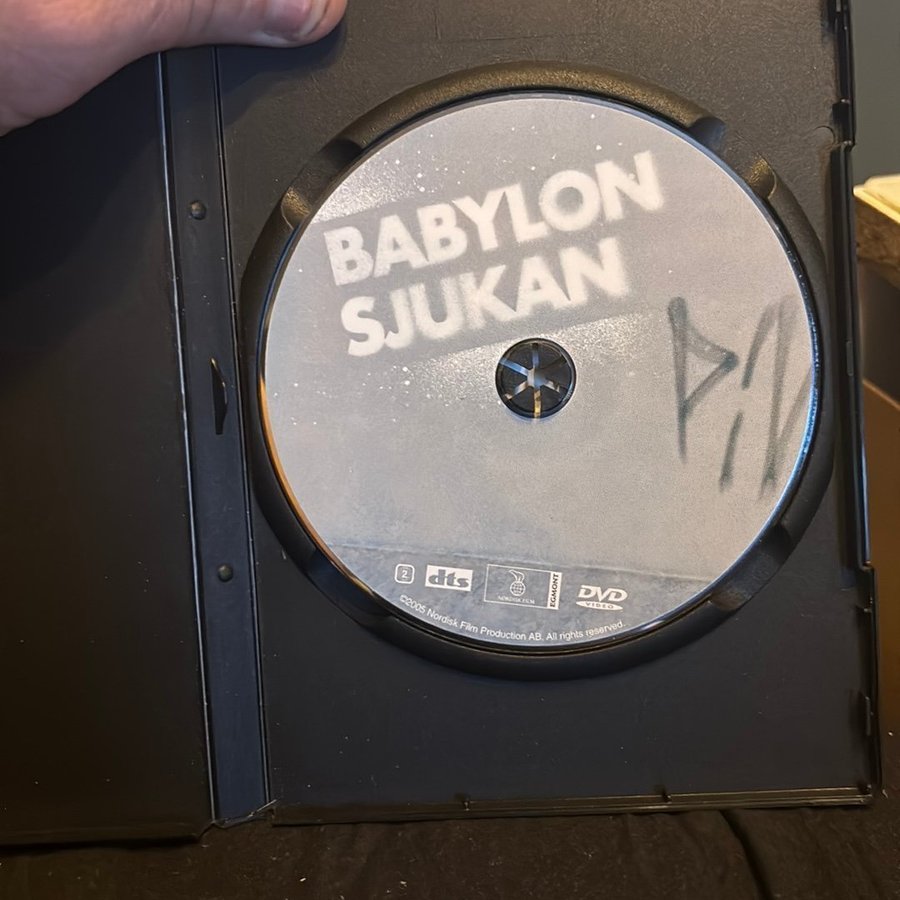 BABYLON
SJUKAN
2
dts
NORDISK FILM
EGMONT
DVD
VIDEO
©2005 Nordisk Film Production AB. All rights reserved.